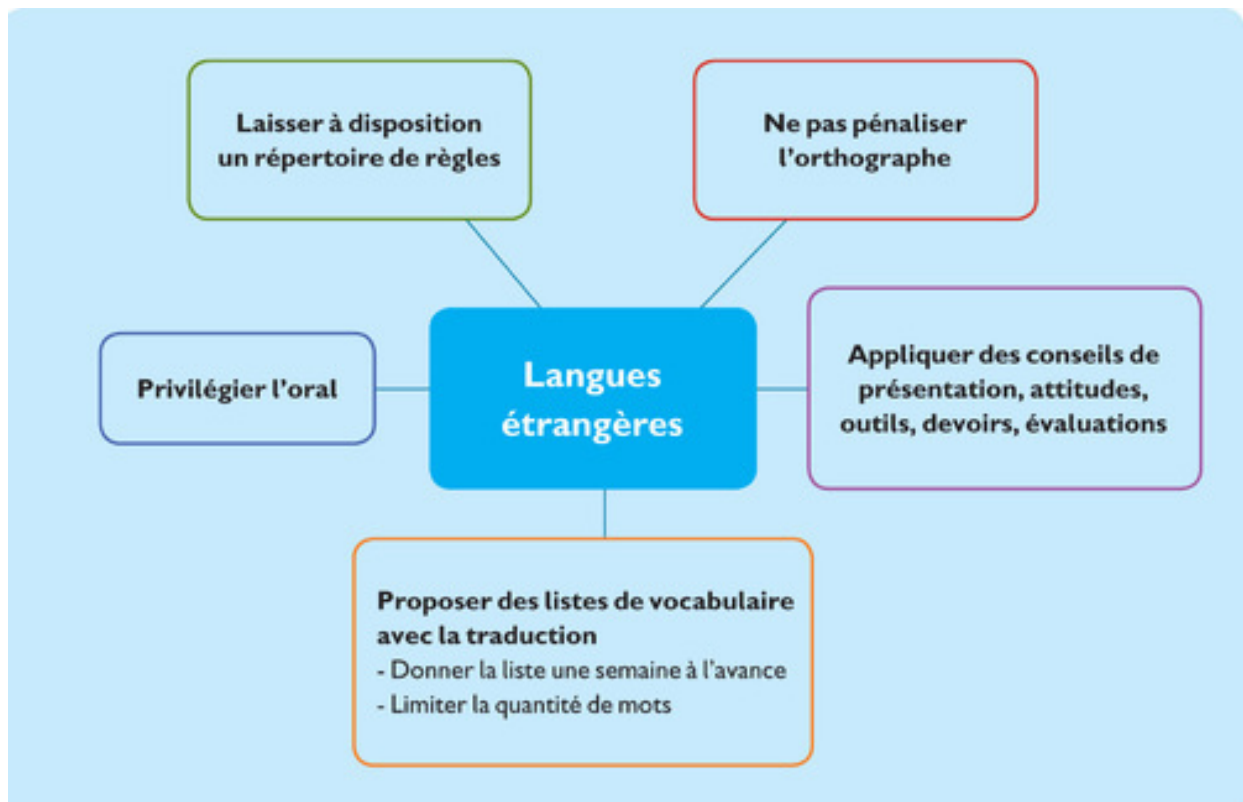 Laisser à disposition
un répertoire de règles
Ne pas pénaliser
l’orthographe
Privilégier l’oral
Langues
étrangères
Appliquer des conseils de
présentation, attitudes,
outils, devoirs, évaluations
Proposer des listes de vocabulaire
avec la traduction
- Donner la liste une semaine à l’avance
- Limiter la quantité de mots